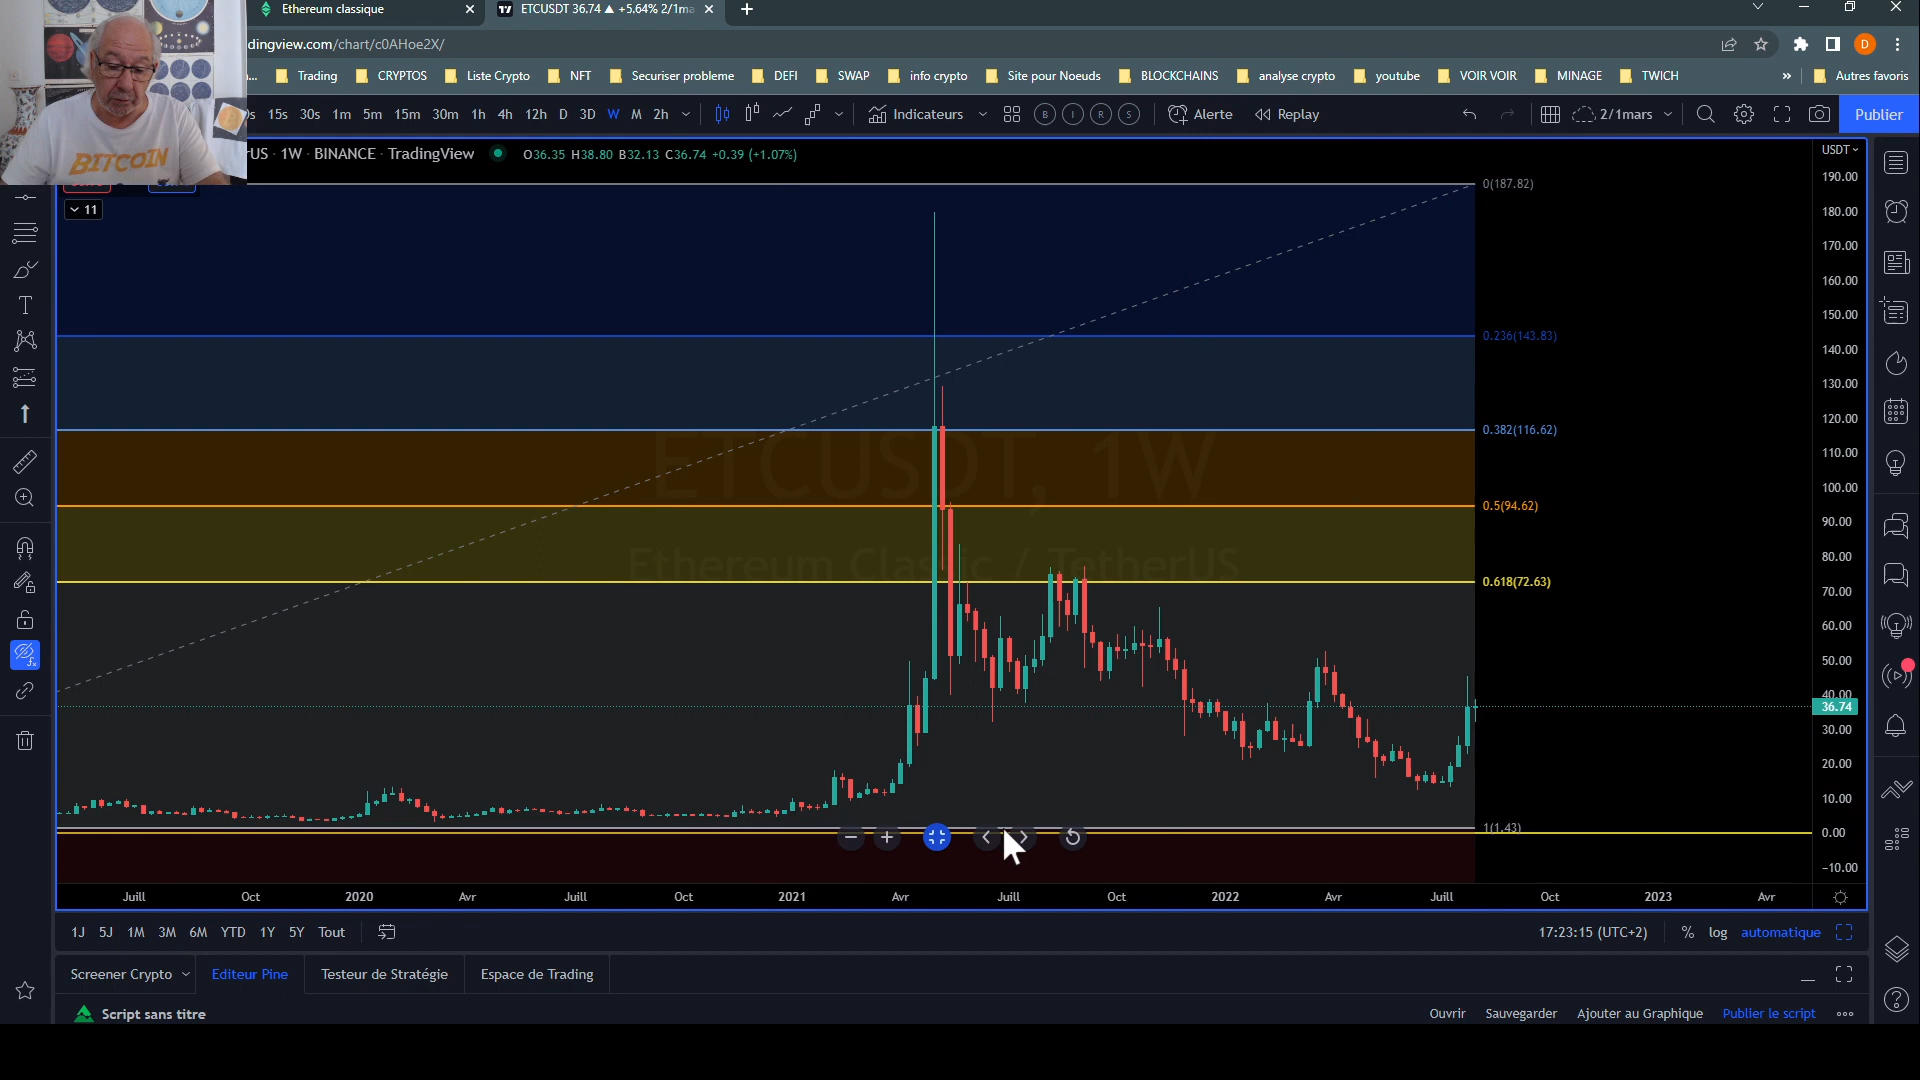 Ethereum classique
ETCUSDT 36.74 ▲ +5.64% 2/1ma
dingview.com/chart/c0AHoe2X/
D
Trading CRYPTOS Liste Crypto NFT Securiser probleme DEFI SWAP info crypto Site pour Noeuds BLOCKCHAINS analyse crypto youtube VOIR VOIR MINAGE TWICH » Autres favoris
15s 30s 1m 5m 15m 30m 1h 4h 12h D 3D W M 2h Indicateurs B I R S Alerte Replay 2/1mars Publier
BITCOIN
US · 1W · BINANCE · TradingView O36.35 H38.80 B32.13 C36.74 +0.39 (+1.07%)
USDT
11
0(187.82)
0.236(143.83)
0.382(116.62)
0.5(94.62)
0.618(72.63)
1(1.43)
ETCUSDT, 1W
Ethereum Classic / TetherUS
190.00
180.00
170.00
160.00
150.00
140.00
130.00
120.00
110.00
100.00
90.00
80.00
70.00
60.00
50.00
40.00
36.74
30.00
20.00
10.00
0.00
−10.00
Juill Oct 2020 Avr Juill Oct 2021 Avr Juill Oct 2022 Avr Juill Oct 2023 Avr
1J 5J 1M 3M 6M YTD 1Y 5Y Tout 17:23:15 (UTC+2) % log automatique
Screener Crypto Editeur Pine Testeur de Stratégie Espace de Trading
Script sans titre Ouvrir Sauvegarder Ajouter au Graphique Publier le script